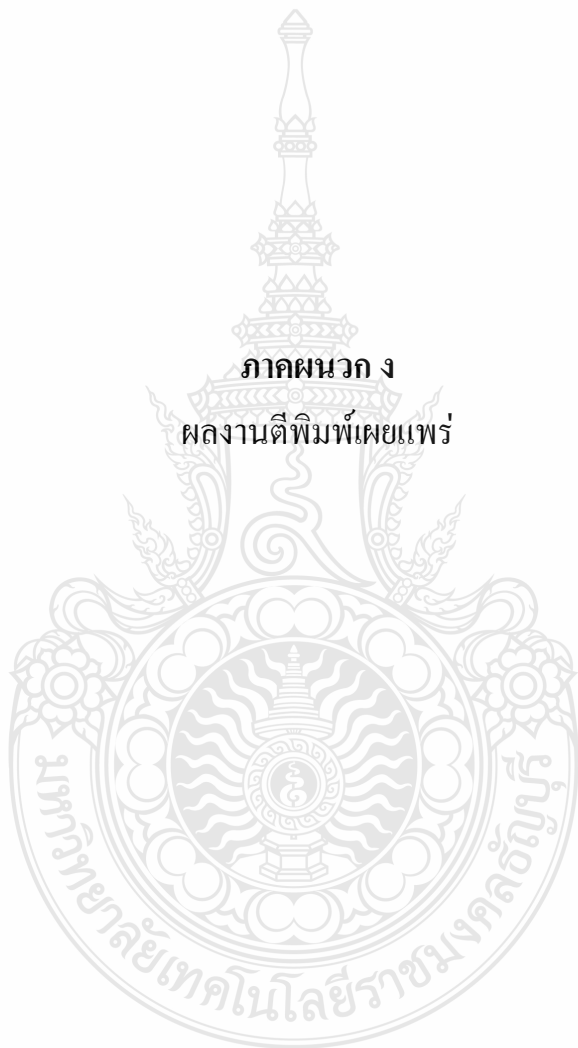 ภาคผนวก ง
ผลงานตีพิมพ์เผยแพร่
มหาวิทยาลัยเทคโนโลยีราชมงคลธัญบุรี